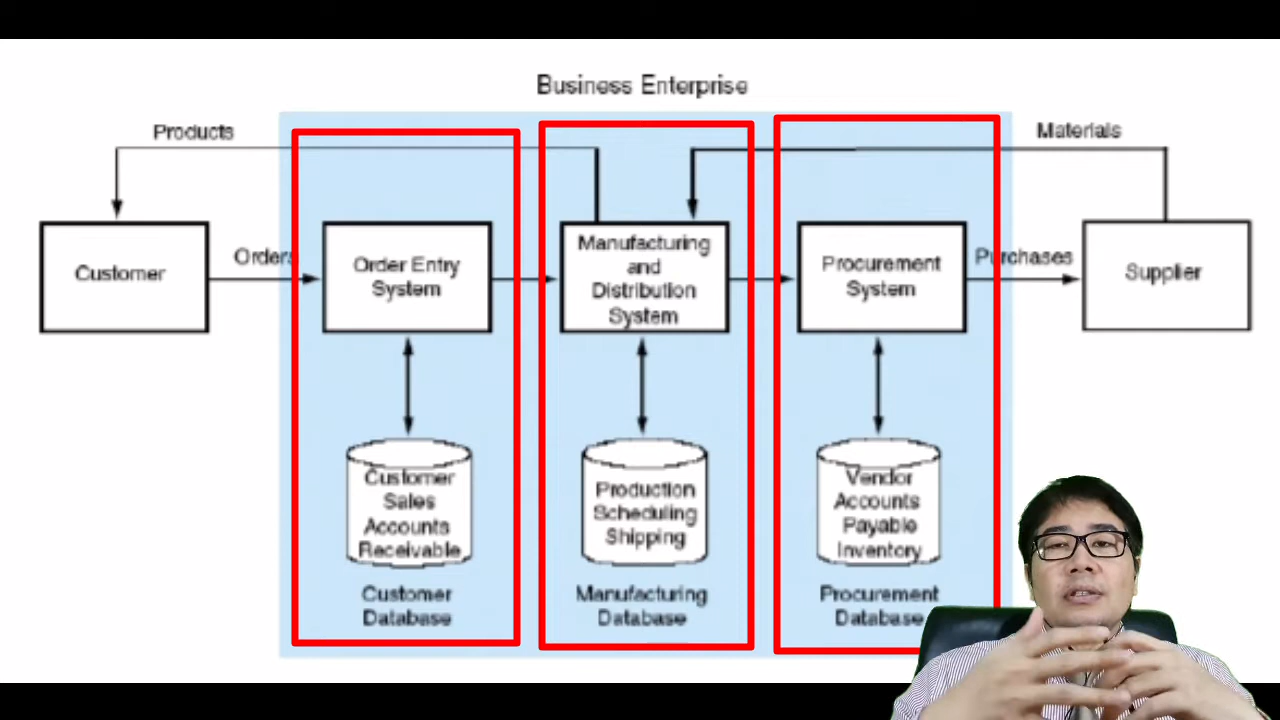 Business Enterprise
Products
Materials
Customer
Orders
Order Entry
System
Manufacturing
and
Distribution
System
Procurement
System
Purchases
Supplier
Customer
Sales
Accounts
Receivable
Production
Scheduling
Shipping
Vendor
Accounts
Payable
Inventory
Customer
Database
Manufacturing
Database
Procurement
Database